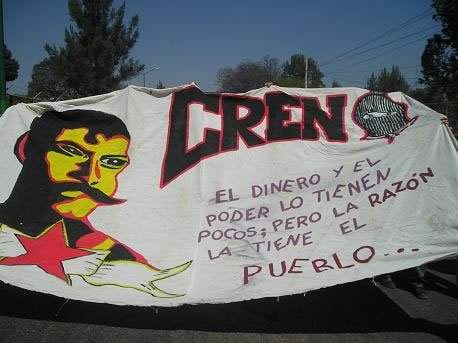 CREN
EL DINERO Y EL
PODER LO TIENEN
POCOS; PERO LA RAZÓN
LA TIENE EL
PUEBLO...